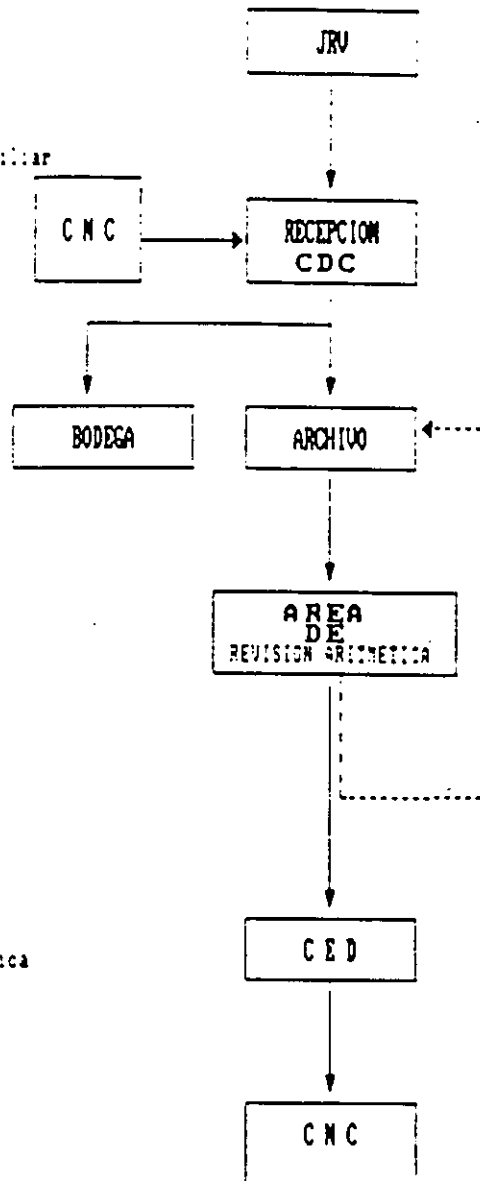 JRV
C N C
RECEPCION
CDC
BODEGA
ARCHIVO
AREA
DE
REVISION ARITMETICA
C E D
C N C